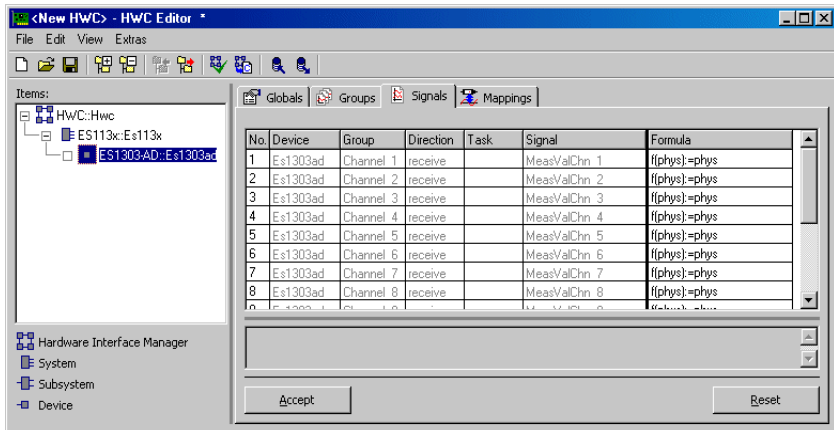 <New HWC> - HWC Editor *
File Edit View Extras
Items:
HWC::Hwc
ES113x::Es113x
ES1303-AD::Es1303ad
Globals Groups Signals Mappings
No. Device Group Direction Task Signal Formula
1 Es1303ad Channel 1 receive MeasValChn 1 f(phys):=phys
2 Es1303ad Channel 2 receive MeasValChn 2 f(phys):=phys
3 Es1303ad Channel 3 receive MeasValChn 3 f(phys):=phys
4 Es1303ad Channel 4 receive MeasValChn 4 f(phys):=phys
5 Es1303ad Channel 5 receive MeasValChn 5 f(phys):=phys
6 Es1303ad Channel 6 receive MeasValChn 6 f(phys):=phys
7 Es1303ad Channel 7 receive MeasValChn 7 f(phys):=phys
8 Es1303ad Channel 8 receive MeasValChn 8 f(phys):=phys
Hardware Interface Manager
System
Subsystem
Device
Accept Reset